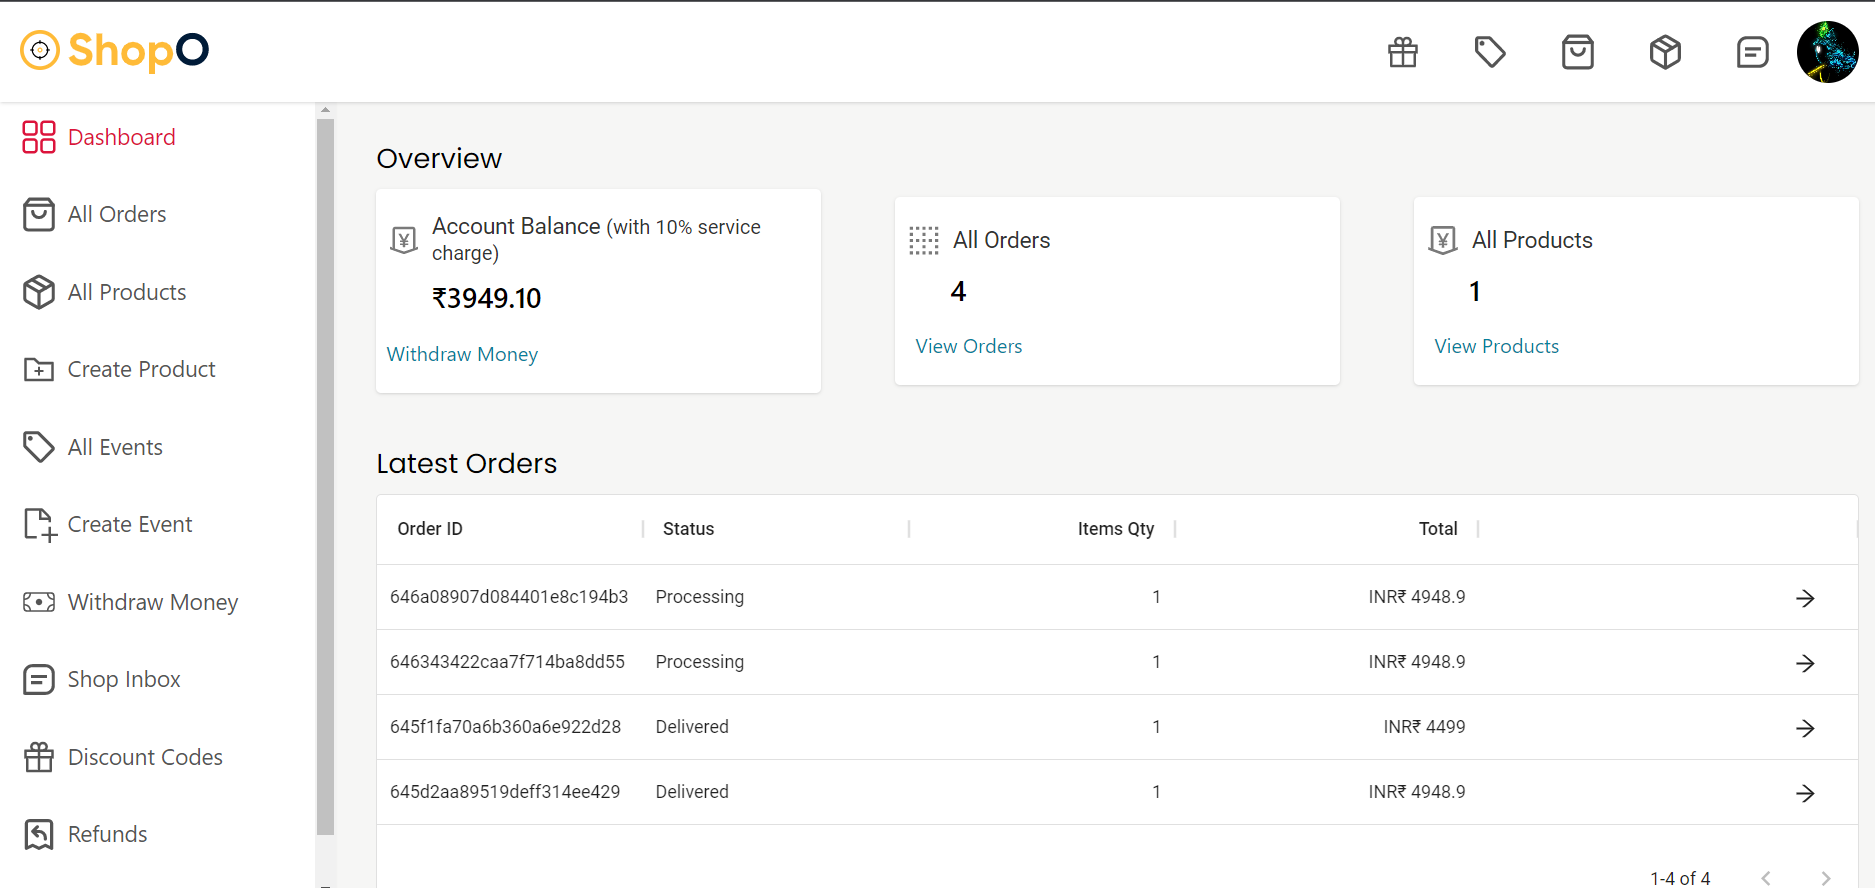 ShopO
Dashboard
All Orders
All Products
Create Product
All Events
Create Event
Withdraw Money
Shop Inbox
Discount Codes
Refunds
Overview
Account Balance (with 10% service
charge)
₹3949.10
Withdraw Money
All Orders
4
View Orders
All Products
1
View Products
Latest Orders
Order ID Status Items Qty Total
646a08907d084401e8c194b3 Processing 1 INR₹ 4948.9
646343422caa7f714ba8dd55 Processing 1 INR₹ 4948.9
645f1fa70a6b360a6e922d28 Delivered 1 INR₹ 4499
645d2aa89519deff314ee429 Delivered 1 INR₹ 4948.9
1-4 of 4